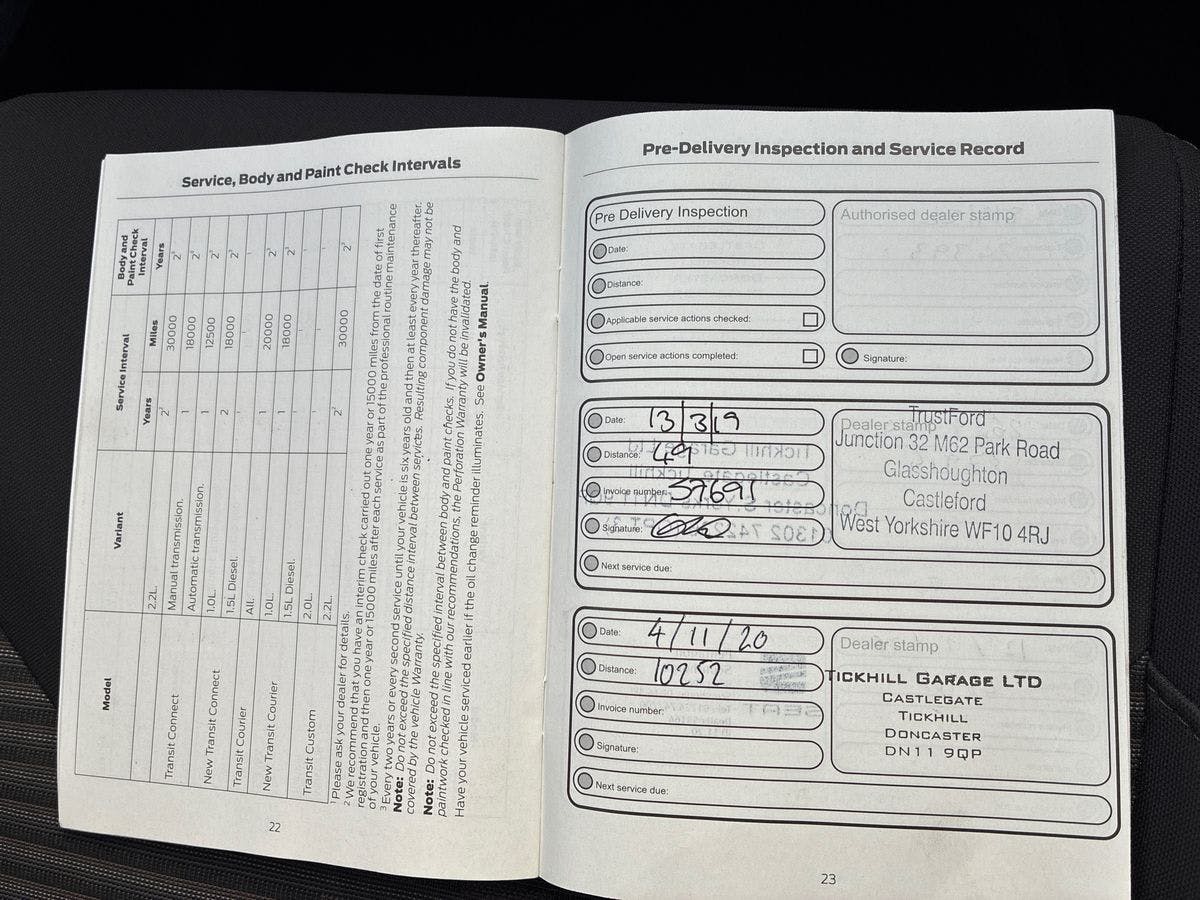 Service, Body and Paint Check Intervals
Model
Variant
Service Interval
Body and Paint Check Interval
Years
Miles
Years
2.2L.
Transit Connect
Manual transmission.
2²
30000
2³
Automatic transmission.
1
18000
2³
New Transit Connect
1.0L.
1
12500
2³
1.5L Diesel.
2
18000
2³
Transit Courier
All.
New Transit Courier
1.0L.
1
20000
2³
1.5L Diesel.
1
18000
2³
Transit Custom
2.0L.
2.2L.
2²
30000
2³
¹ Please ask your dealer for details.
² We recommend that you have an interim check carried out one year or 15000 miles from the date of first
registration and then one year or 15000 miles after each service as part of the professional routine maintenance
of your vehicle.
³ Every two years or every second service until your vehicle is six years old and then at least every year thereafter.
Note: Do not exceed the specified distance interval between services. Resulting component damage may not be
covered by the vehicle Warranty.
Note: Do not exceed the specified interval between body and paint checks. If you do not have the body and
paintwork checked in line with our recommendations, the Perforation Warranty will be invalidated.
Have your vehicle serviced earlier if the oil change reminder illuminates. See Owner's Manual.
22
Pre-Delivery Inspection and Service Record
Pre Delivery Inspection
Date:
Distance:
Applicable service actions checked:
Open service actions completed:
Authorised dealer stamp
Signature:
Date: 13/3/19
Distance: 49
Invoice number: 37691
Signature:
Next service due:
Dealer stamp
TrustFord
Junction 32 M62 Park Road
Glasshoughton
Castleford
West Yorkshire WF10 4RJ
Date: 4/11/20
Distance: 10252
Invoice number:
Signature:
Next service due:
Dealer stamp
TICKHILL GARAGE LTD
CASTLEGATE
TICKHILL
DONCASTER
DN11 9QP
23